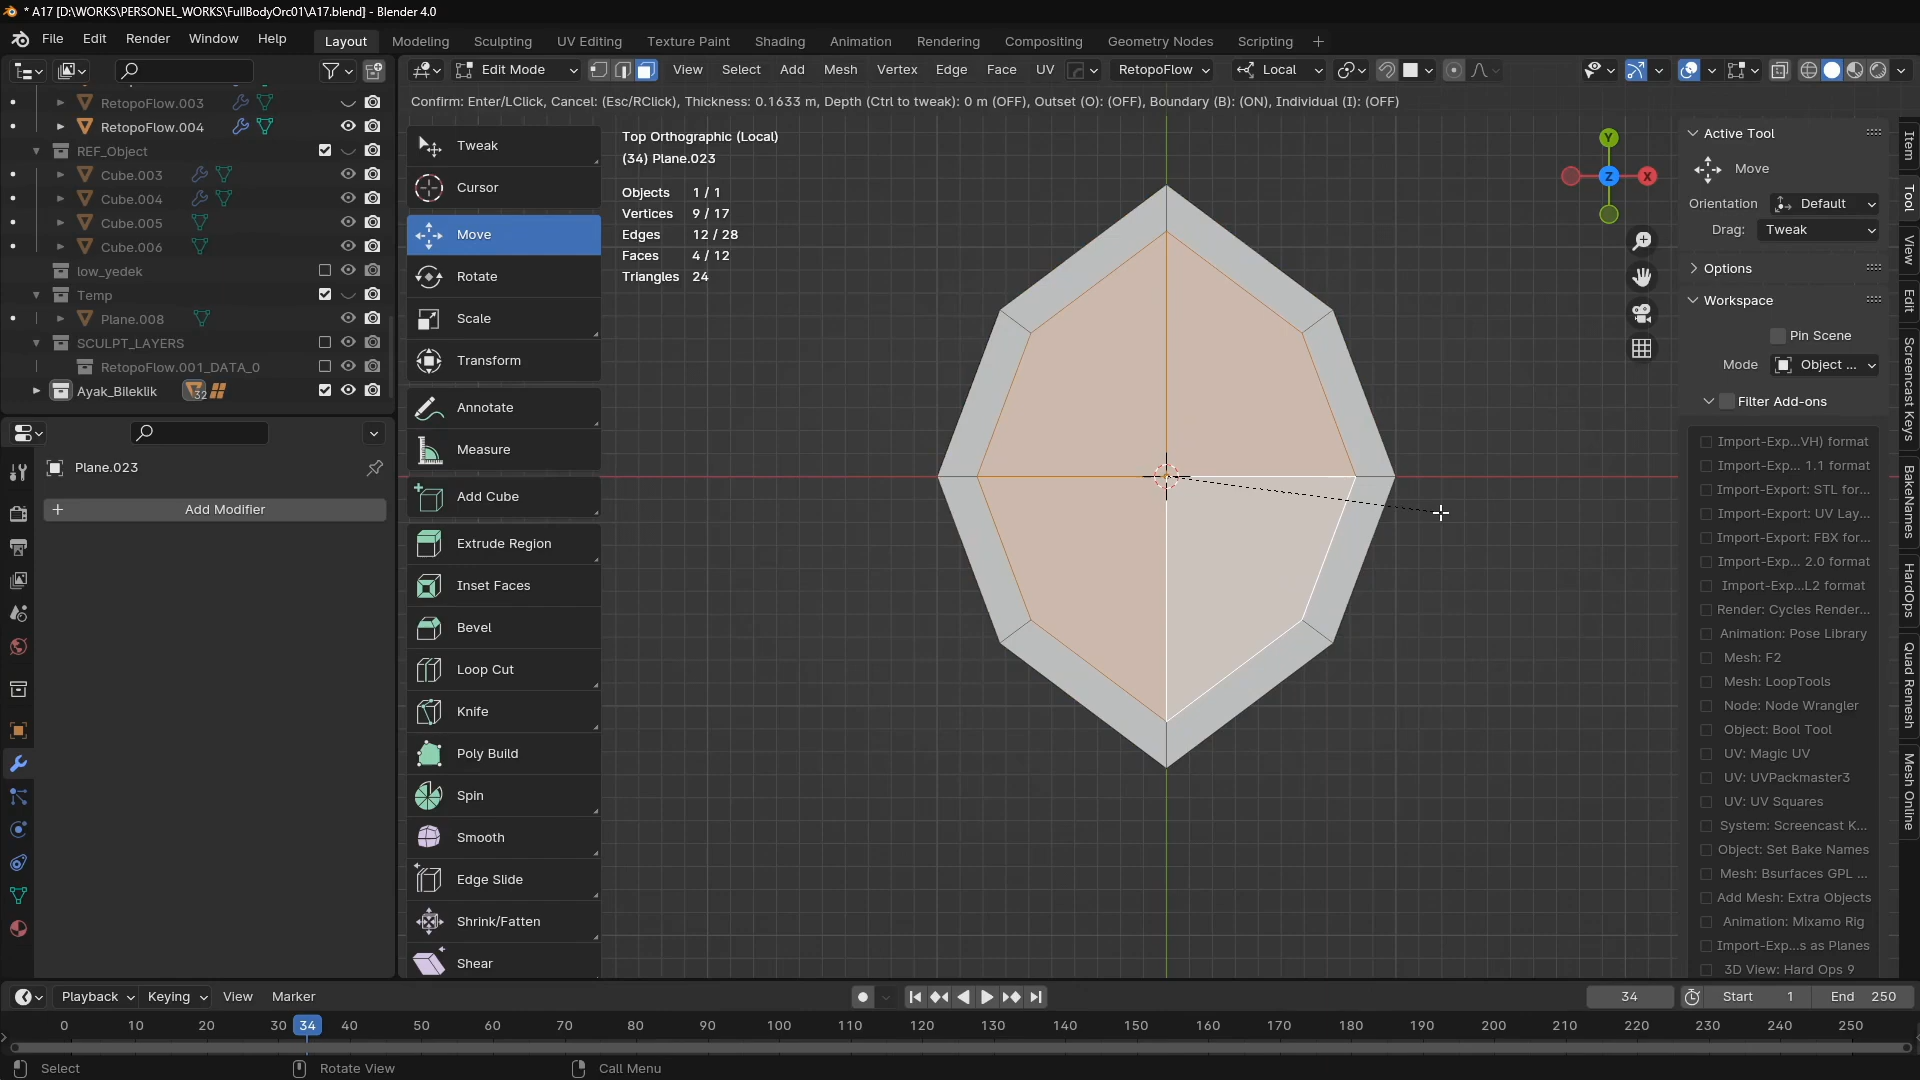 * A17 [D:\WORKS\PERSONEL_WORKS\FullBodyOrc01\A17.blend] - Blender 4.0
File Edit Render Window Help Layout Modeling Sculpting UV Editing Texture Paint Shading Animation Rendering Compositing Geometry Nodes Scripting
Edit Mode View Select Add Mesh Vertex Edge Face UV RetopoFlow Local
Confirm: Enter/LClick, Cancel: (Esc/RClick), Thickness: 0.1633 m, Depth (Ctrl to tweak): 0 m (OFF), Outset (O): (OFF), Boundary (B): (ON), Individual (I): (OFF)
RetopoFlow.003
RetopoFlow.004
REF_Object
Cube.003
Cube.004
Cube.005
Cube.006
low_yedek
Temp
Plane.008
SCULPT_LAYERS
RetopoFlow.001_DATA_0
Ayak_Bileklik 32
Plane.023
Add Modifier
Tweak
Cursor
Move
Rotate
Scale
Transform
Annotate
Measure
Add Cube
Extrude Region
Inset Faces
Bevel
Loop Cut
Knife
Poly Build
Spin
Smooth
Edge Slide
Shrink/Fatten
Shear
Top Orthographic (Local)
(34) Plane.023
Objects 1 / 1
Vertices 9 / 17
Edges 12 / 28
Faces 4 / 12
Triangles 24
Y
Z
X
Active Tool
Move
Orientation Default
Drag: Tweak
Options
Workspace
Pin Scene
Mode Object ...
Filter Add-ons
Import-Exp...VH) format
Import-Exp... 1.1 format
Import-Export: STL for...
Import-Export: UV Lay...
Import-Export: FBX for...
Import-Exp... 2.0 format
Import-Exp...L2 format
Render: Cycles Render...
Animation: Pose Library
Mesh: F2
Mesh: LoopTools
Node: Node Wrangler
Object: Bool Tool
UV: Magic UV
UV: UVPackmaster3
UV: UV Squares
System: Screencast K...
Object: Set Bake Names
Mesh: Bsurfaces GPL ...
Add Mesh: Extra Objects
Animation: Mixamo Rig
Import-Exp...s as Planes
3D View: Hard Ops 9
Item
Tool
View
Edit
Screencast Keys
BakeNames
HardOps
Quad Remesh
Mesh Online
Playback Keying View Marker 34 Start 1 End 250
0 10 20 30 34 40 50 60 70 80 90 100 110 120 130 140 150 160 170 180 190 200 210 220 230 240 250
Select Rotate View Call Menu